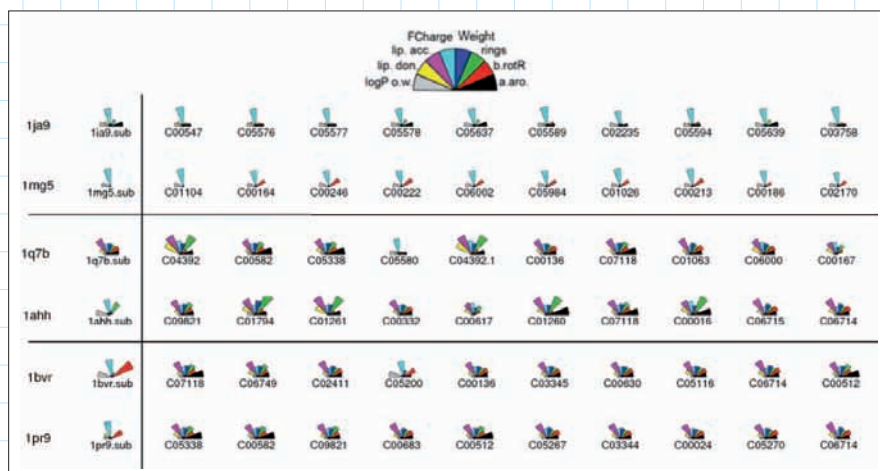 FCharge Weight
lip. acc. rings
lip. don. b.rotR
logP o.w. a.aro.
1ja9 1ja9.sub C00547 C05576 C05577 C05578 C05637 C05589 C02235 C05594 C05639 C03758
1mg5 1mg5.sub C01104 C00164 C00246 C00222 C06002 C05984 C01026 C00213 C00186 C02170
1q7b 1q7b.sub C04392 C00582 C05338 C05580 C04392.1 C00136 C07118 C01063 C06000 C00167
1ahh 1ahh.sub C09821 C01794 C01261 C00332 C00617 C01260 C07118 C00016 C06715 C06714
1bvr 1bvr.sub C07118 C06749 C02411 C05200 C00136 C03345 C00630 C05116 C06714 C00512
1pr9 1pr9.sub C05338 C00582 C09821 C00683 C00512 C05267 C03344 C00024 C05270 C06714